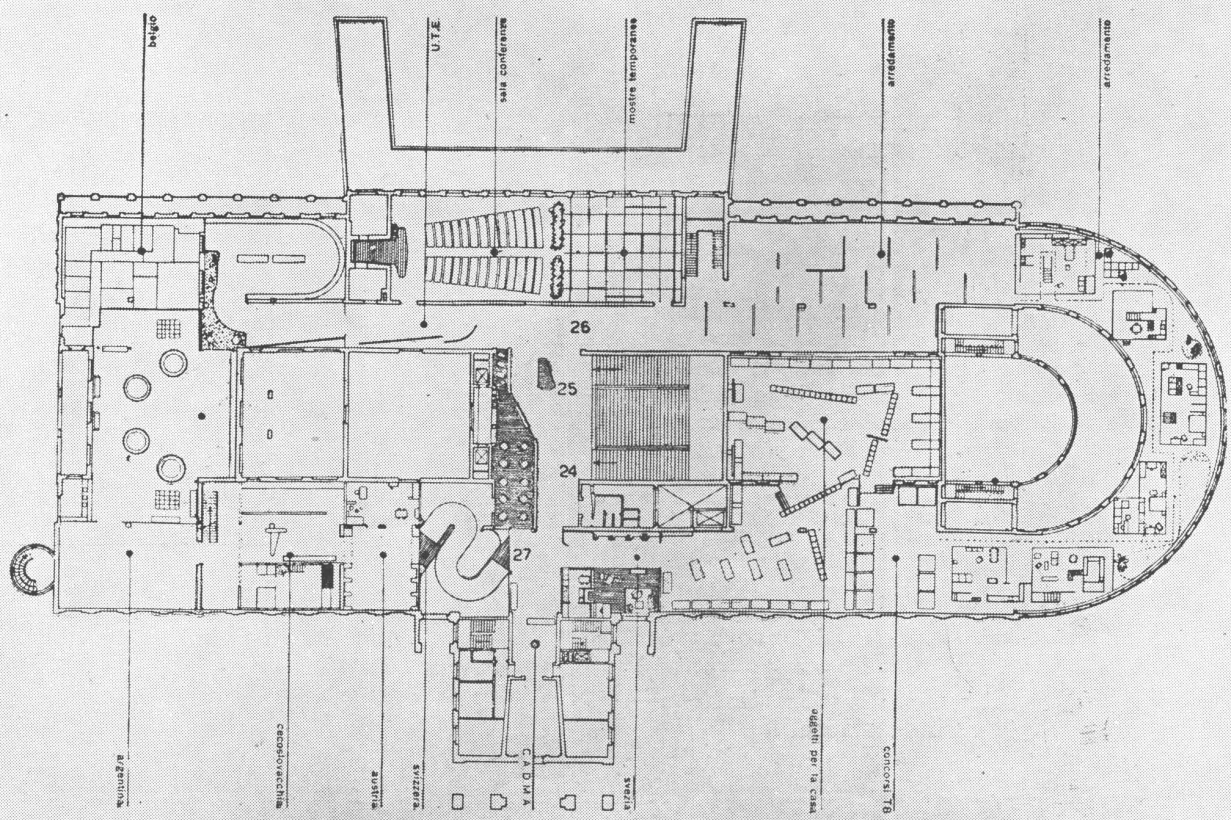 belgio
U.T.E.
sala conferenze
mostre temporanee
arredamento
arredamento
26
25
24
27
argentina
cecoslovacchia
austria
svizzera
C A D M A
svezia
oggetti per la casa
concorsi T8